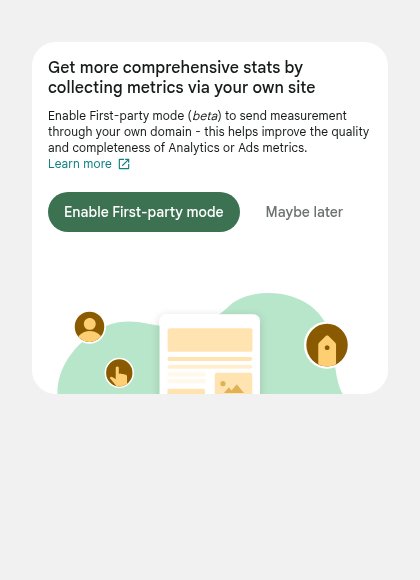 Get more comprehensive stats by
collecting metrics via your own site
Enable First-party mode (beta) to send measurement
through your own domain - this helps improve the quality
and completeness of Analytics or Ads metrics.
Learn more
Enable First-party mode
Maybe later